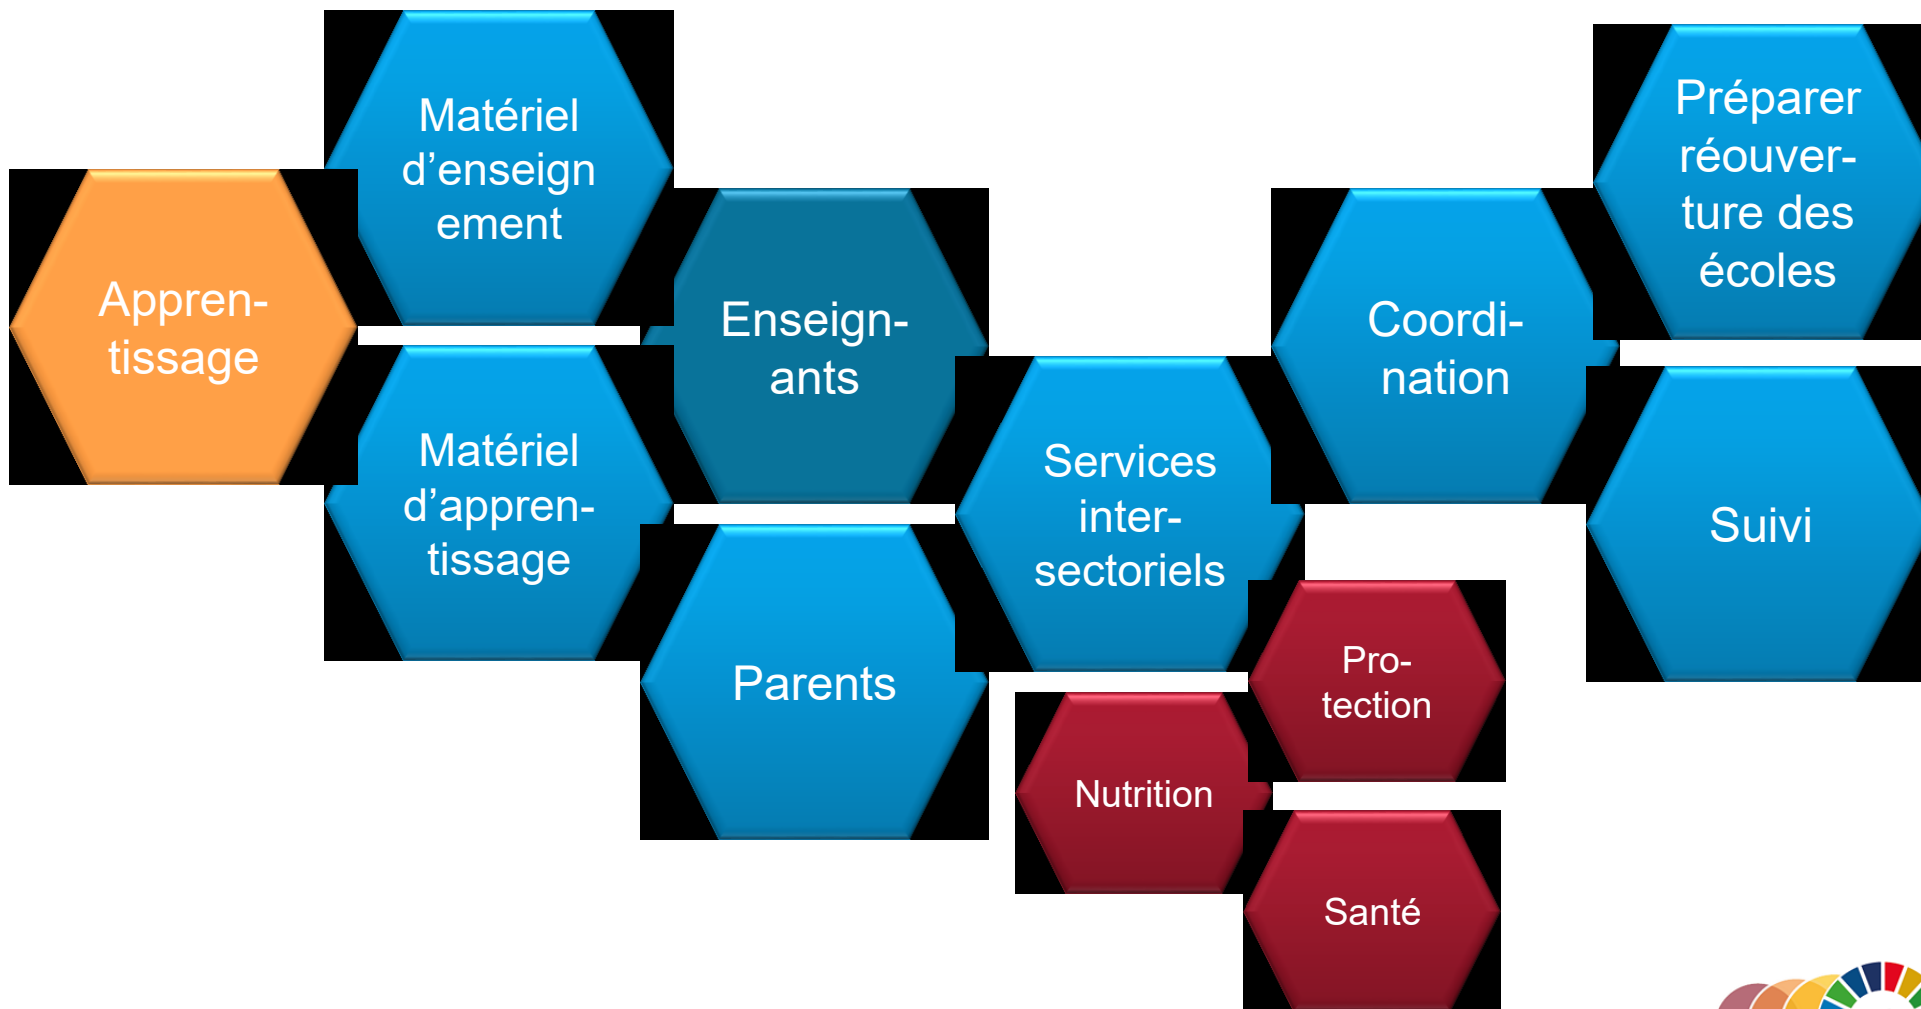 Appren-
tissage
Matériel
d’enseign
ement
Matériel
d’appren-
tissage
Enseign-
ants
Parents
Services
inter-
sectoriels
Nutrition
Pro-
tection
Santé
Coordi-
nation
Préparer
réouver-
ture des
écoles
Suivi